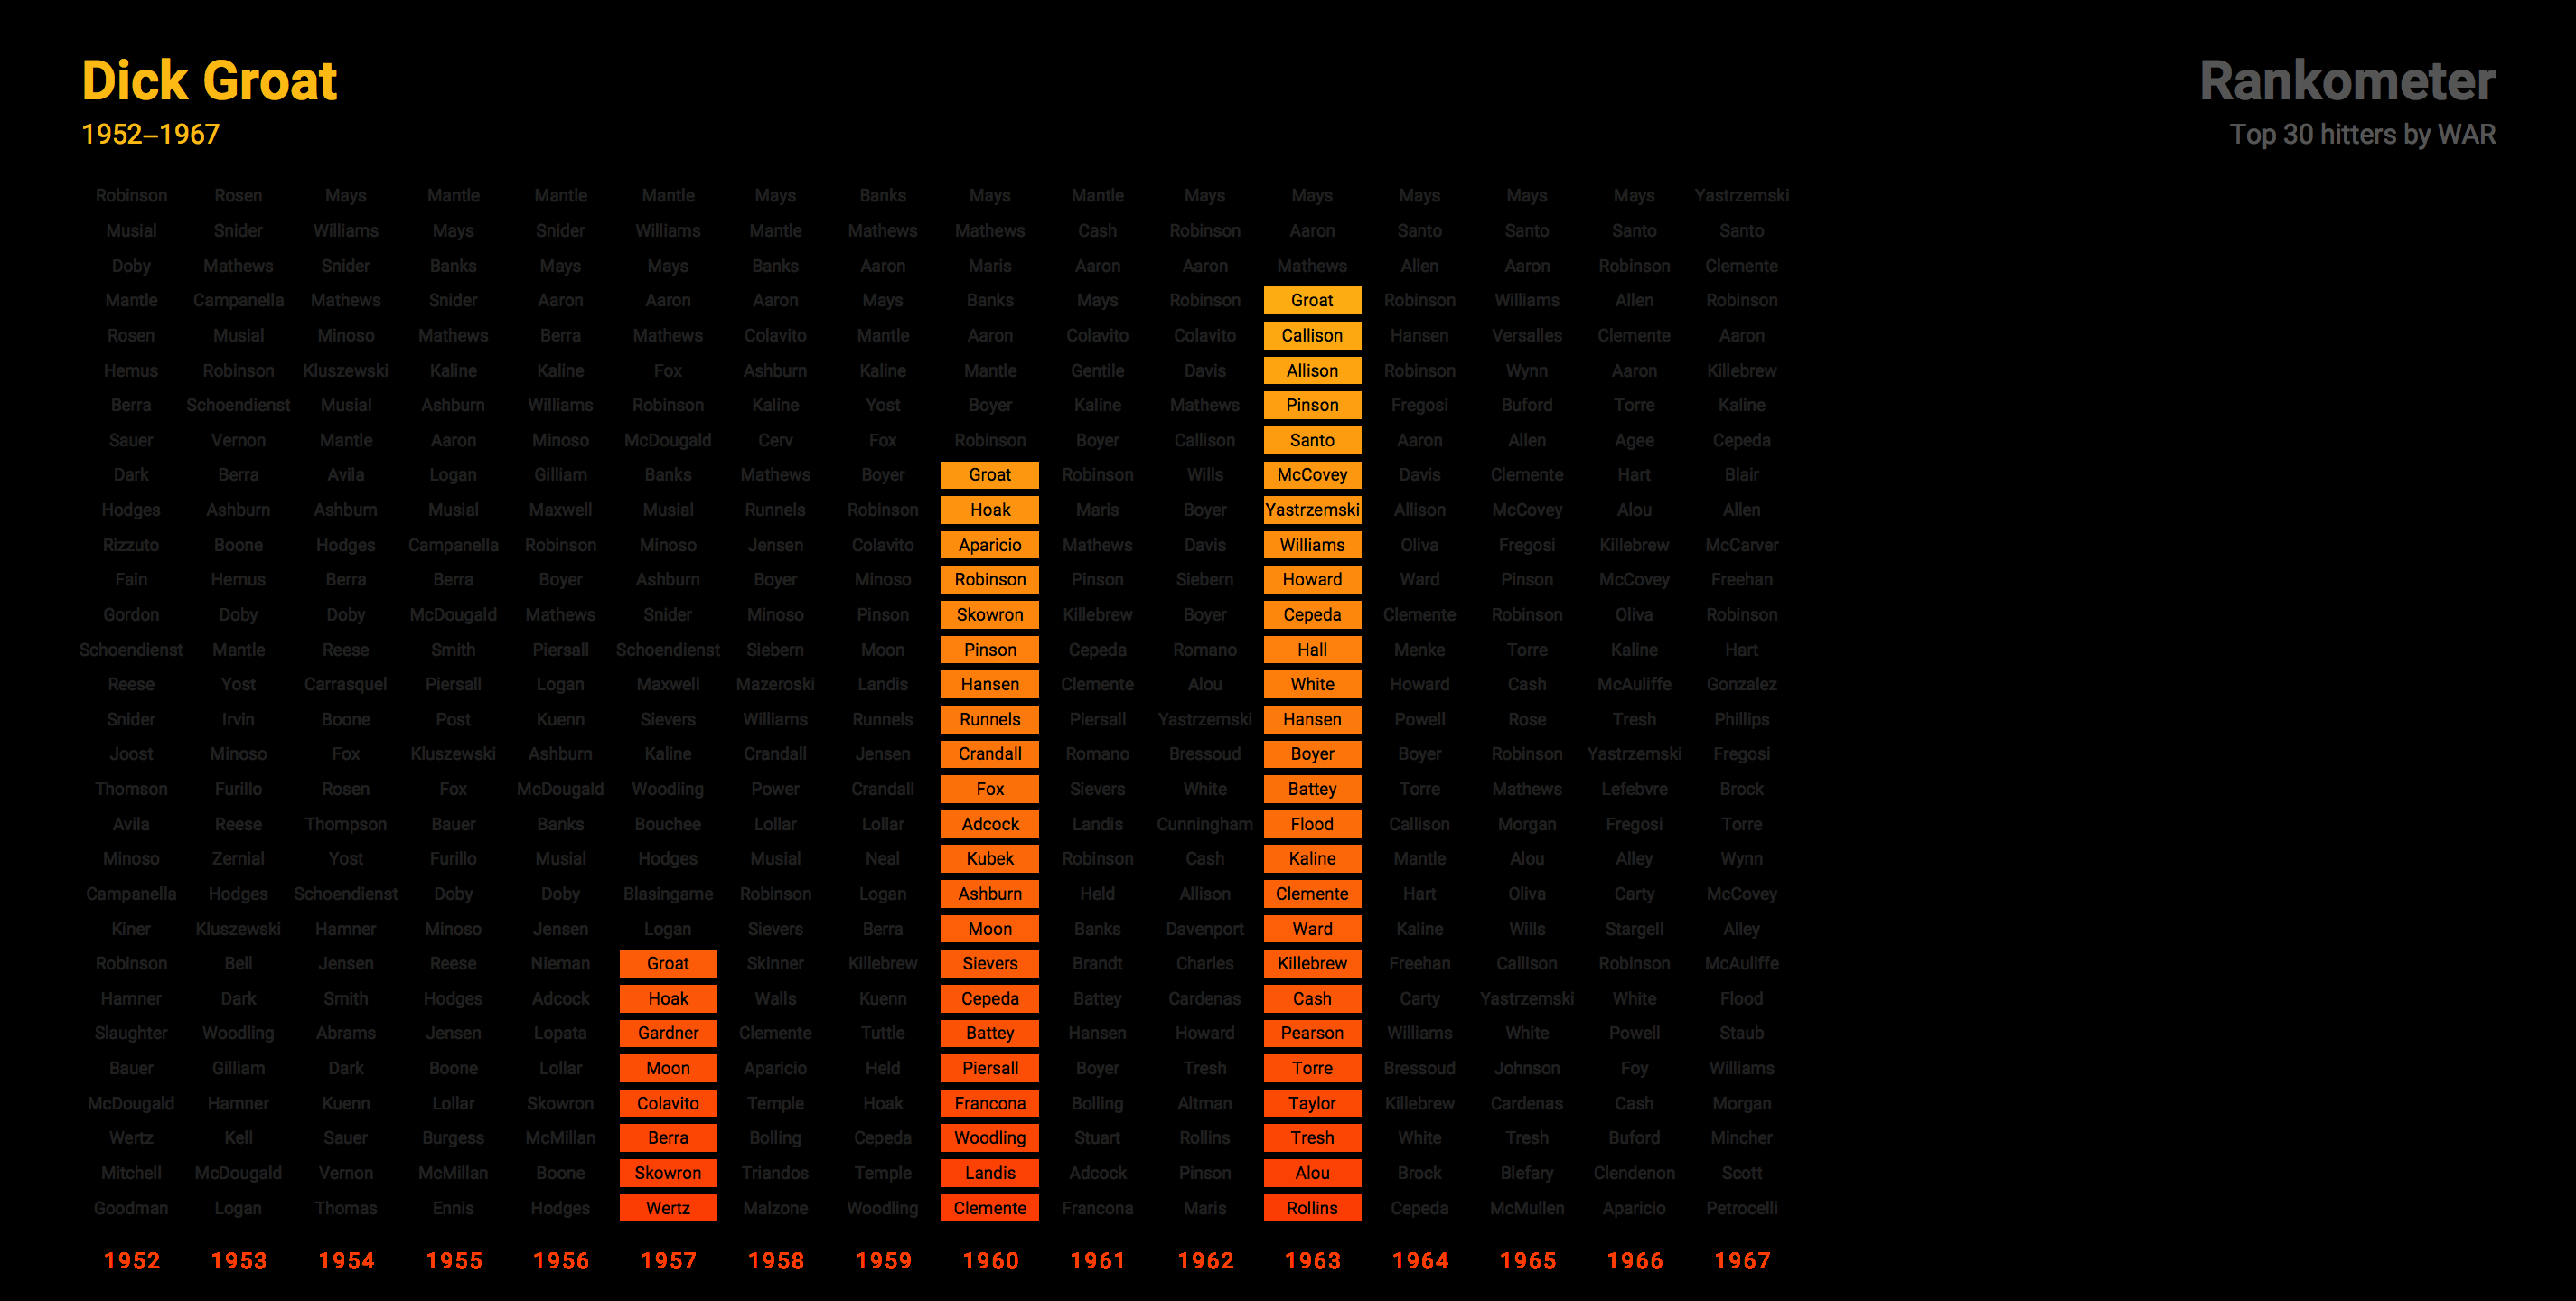 Dick Groat Rankometer
1952–1967 Top 30 hitters by WAR
Robinson Rosen Mays Mantle Mantle Mantle Mays Banks Mays Mantle Mays Mays Mays Mays Mays Yastrzemski
Musial Snider Williams Mays Snider Williams Mantle Mathews Mathews Cash Robinson Aaron Santo Santo Santo Santo
Doby Mathews Snider Banks Mays Mays Banks Aaron Maris Aaron Aaron Mathews Allen Aaron Robinson Clemente
Mantle Campanella Mathews Snider Aaron Aaron Aaron Mays Banks Mays Robinson Groat Robinson Williams Allen Robinson
Rosen Musial Minoso Mathews Berra Mathews Colavito Mantle Aaron Colavito Colavito Callison Hansen Versalles Clemente Aaron
Hemus Robinson Kluszewski Kaline Kaline Fox Ashburn Kaline Mantle Gentile Davis Allison Robinson Wynn Aaron Killebrew
Berra Schoendienst Musial Ashburn Williams Robinson Kaline Yost Boyer Kaline Mathews Pinson Fregosi Buford Torre Kaline
Sauer Vernon Mantle Aaron Minoso McDougald Cerv Fox Robinson Boyer Callison Santo Aaron Allen Agee Cepeda
Dark Berra Avila Logan Gilliam Banks Mathews Boyer Groat Robinson Wills McCovey Davis Clemente Hart Blair
Hodges Ashburn Ashburn Musial Maxwell Musial Runnels Robinson Hoak Maris Boyer Yastrzemski Allison McCovey Alou Allen
Rizzuto Boone Hodges Campanella Robinson Minoso Jensen Colavito Aparicio Mathews Davis Williams Oliva Fregosi Killebrew McCarver
Fain Hemus Berra Berra Boyer Ashburn Boyer Minoso Robinson Pinson Siebern Howard Ward Pinson McCovey Freehan
Gordon Doby Doby McDougald Mathews Snider Minoso Pinson Skowron Killebrew Boyer Cepeda Clemente Robinson Oliva Robinson
Schoendienst Mantle Reese Smith Piersall Schoendienst Siebern Moon Pinson Cepeda Romano Hall Menke Torre Kaline Hart
Reese Yost Carrasquel Piersall Logan Maxwell Mazeroski Landis Hansen Clemente Alou White Howard Cash McAuliffe Gonzalez
Snider Irvin Boone Post Kuenn Sievers Williams Runnels Runnels Piersall Yastrzemski Hansen Powell Rose Tresh Phillips
Joost Minoso Fox Kluszewski Ashburn Kaline Crandall Jensen Crandall Romano Bressoud Boyer Boyer Robinson Yastrzemski Fregosi
Thomson Furillo Rosen Fox McDougald Woodling Power Crandall Fox Sievers White Battey Torre Mathews Lefebvre Brock
Avila Reese Thompson Bauer Banks Bouchee Lollar Lollar Adcock Landis Cunningham Flood Callison Morgan Fregosi Torre
Minoso Zernial Yost Furillo Musial Hodges Musial Neal Kubek Robinson Cash Kaline Mantle Alou Alley Wynn
Campanella Hodges Schoendienst Doby Doby Blasingame Robinson Logan Ashburn Held Allison Clemente Hart Oliva Carty McCovey
Kiner Kluszewski Hamner Minoso Jensen Logan Sievers Berra Moon Banks Davenport Ward Kaline Wills Stargell Alley
Robinson Bell Jensen Reese Nieman Groat Skinner Killebrew Sievers Brandt Charles Killebrew Freehan Callison Robinson McAuliffe
Hamner Dark Smith Hodges Adcock Hoak Walls Kuenn Cepeda Battey Cardenas Cash Carty Yastrzemski White Flood
Slaughter Woodling Abrams Jensen Lopata Gardner Clemente Tuttle Battey Hansen Howard Pearson Williams White Powell Staub
Bauer Gilliam Dark Boone Lollar Moon Aparicio Held Piersall Boyer Tresh Torre Bressoud Johnson Foy Williams
McDougald Hamner Kuenn Lollar Skowron Colavito Temple Hoak Francona Bolling Altman Taylor Killebrew Cardenas Cash Morgan
Wertz Kell Sauer Burgess McMillan Berra Bolling Cepeda Woodling Stuart Rollins Tresh White Tresh Buford Mincher
Mitchell McDougald Vernon McMillan Boone Skowron Triandos Temple Landis Adcock Pinson Alou Brock Blefary Clendenon Scott
Goodman Logan Thomas Ennis Hodges Wertz Malzone Woodling Clemente Francona Maris Rollins Cepeda McMullen Aparicio Petrocelli
1952 1953 1954 1955 1956 1957 1958 1959 1960 1961 1962 1963 1964 1965 1966 1967